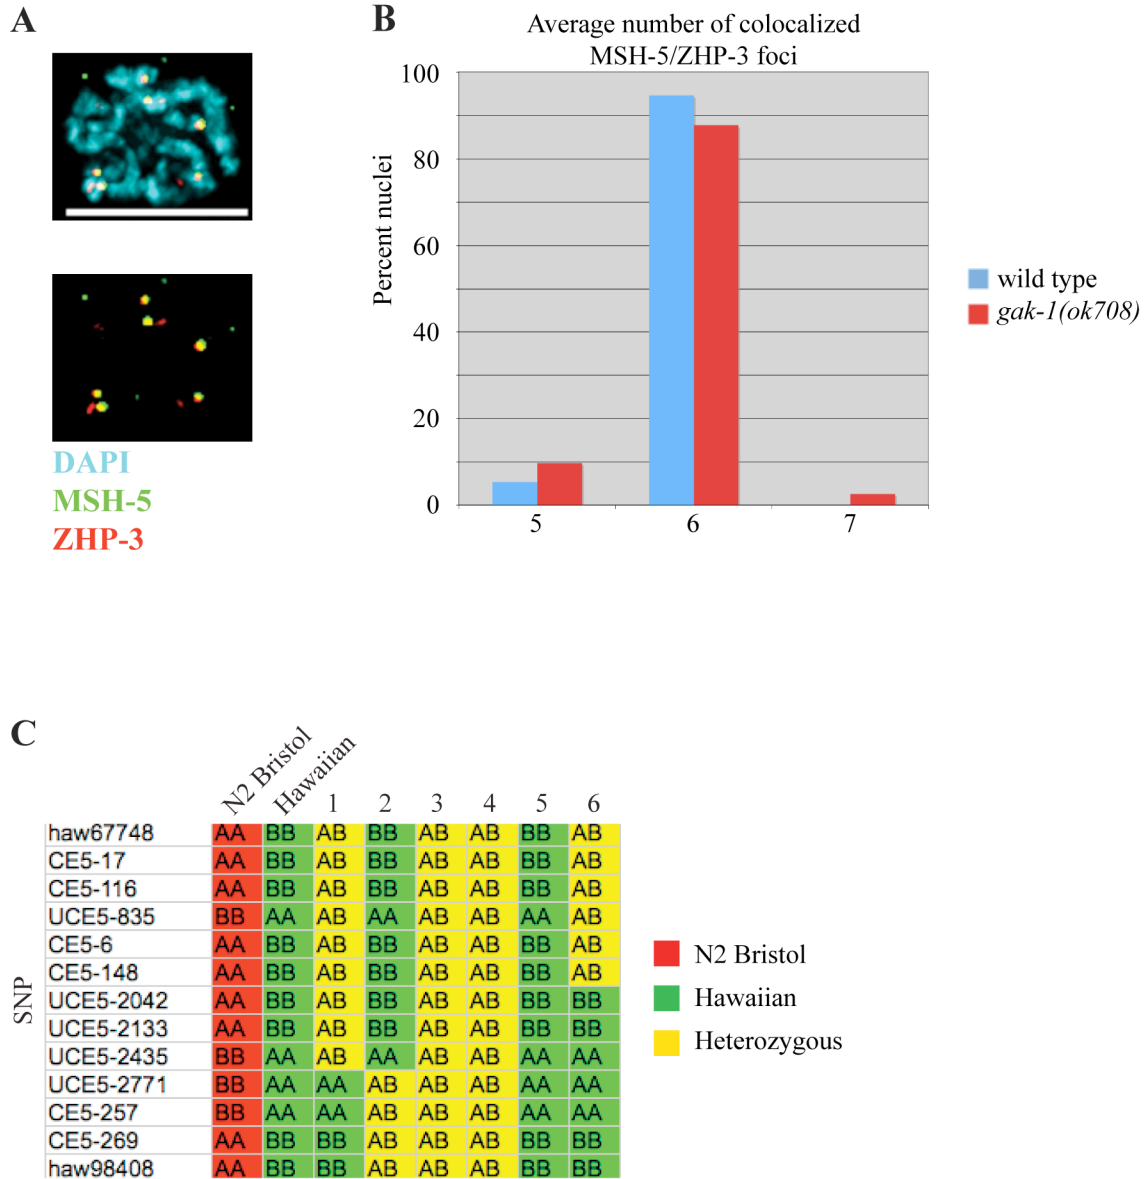 A
DAPI
MSH-5
ZHP-3
B
Average number of colocalized
MSH-5/ZHP-3 foci
Percent nuclei
100
80
60
40
20
0
5 6 7
wild type
gak-1(ok708)
C
N2 Bristol Hawaiian 1 2 3 4 5 6
SNP
haw67748 AA BB AB BB AB AB BB AB
CE5-17 AA BB AB BB AB AB BB AB
CE5-116 AA BB AB BB AB AB BB AB
UCE5-835 BB AA AB AA AB AB AA AB
CE5-6 AA BB AB BB AB AB BB AB
CE5-148 AA BB AB BB AB AB BB AB
UCE5-2042 AA BB AB BB AB AB BB BB
UCE5-2133 AA BB AB BB AB AB BB BB
UCE5-2435 BB AA AB AA AB AB AA AA
UCE5-2771 BB AA AA AB AB AB AA AA
CE5-257 BB AA AA AB AB AB AA AA
CE5-269 AA BB BB AB AB AB BB BB
haw98408 AA BB BB AB AB AB BB BB
N2 Bristol
Hawaiian
Heterozygous